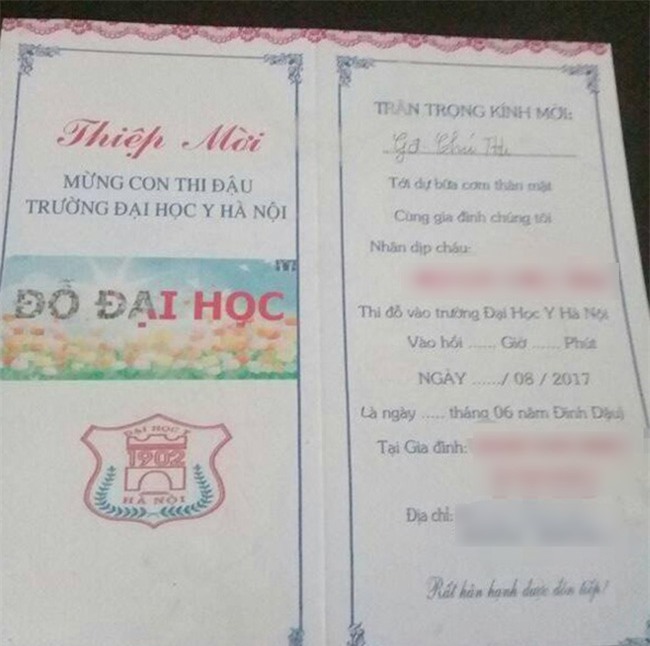 Thiệp Mời
MỪNG CON THI ĐẬU
TRƯỜNG ĐẠI HỌC Y HÀ NỘI
ĐỖ ĐẠI HỌC
ĐẠI HỌC Y
1902
HÀ NỘI
TRÂN TRỌNG KÍNH MỜI:
Chú
Tới dự bữa cơm thân mật
Cùng gia đình chúng tôi
Nhân dịp cháu:
Thi đỗ vào trường Đại Học Y Hà Nội
Vào hồi ...... Giờ ...... Phút
NGÀY ....../ 08 / 2017
Là ngày ..... tháng 06 năm Đinh Dậu)
Tại Gia đình:
Địa chỉ:
Rất hân hạnh được đón tiếp!